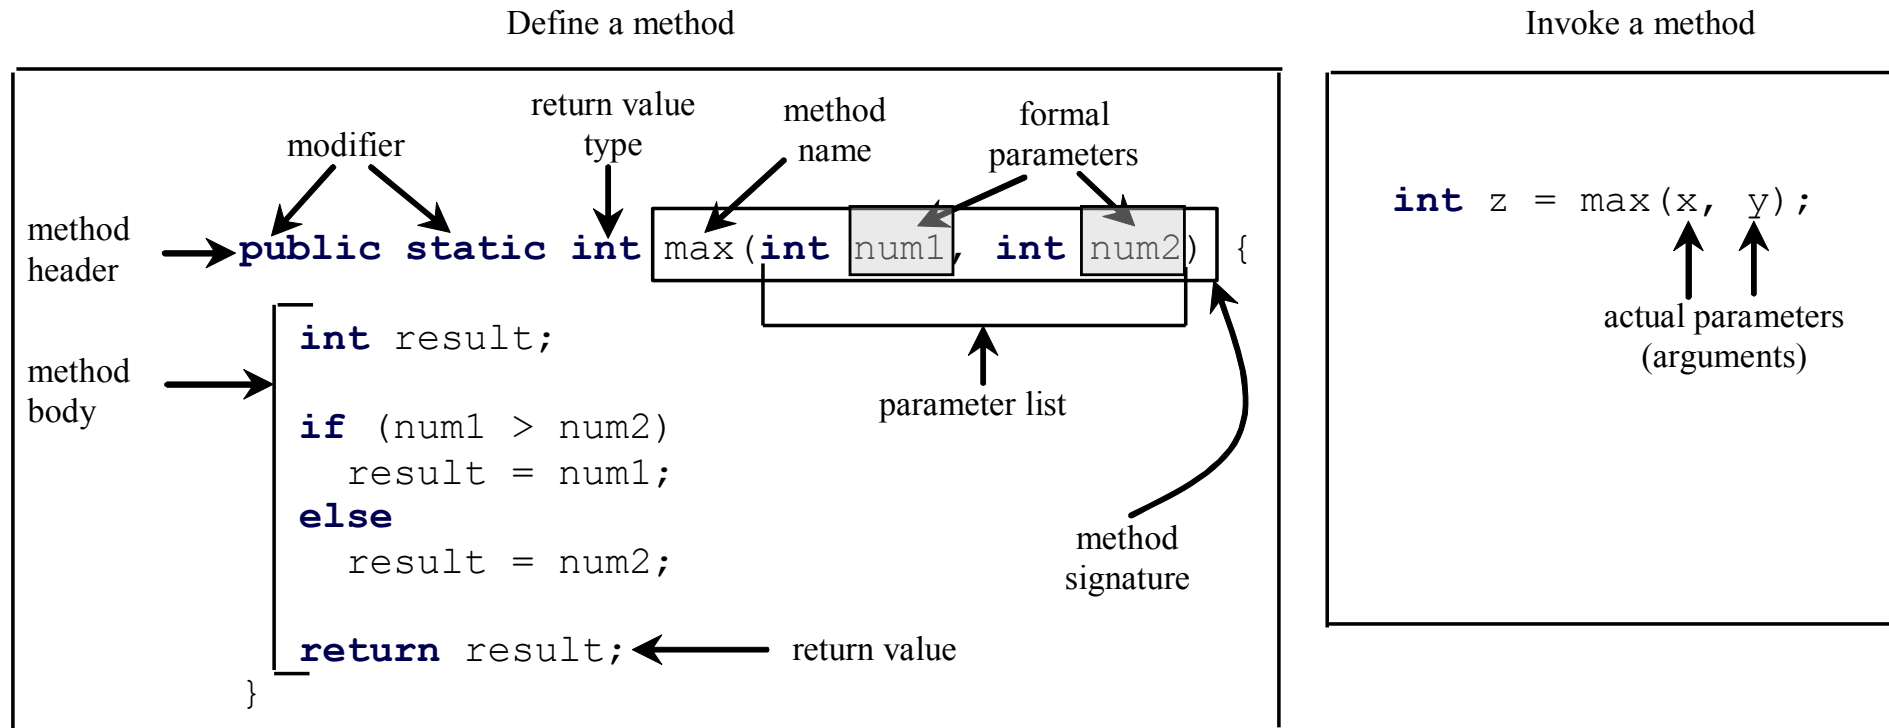 Define a method
Invoke a method
return value
type
method
name
formal
parameters
modifier
method
header
public static int max(int num1, int num2) {
int result;
method
body
parameter list
if (num1 > num2)
result = num1;
else
result = num2;
method
signature
return result;
return value
}
int z = max(x, y);
actual parameters
(arguments)